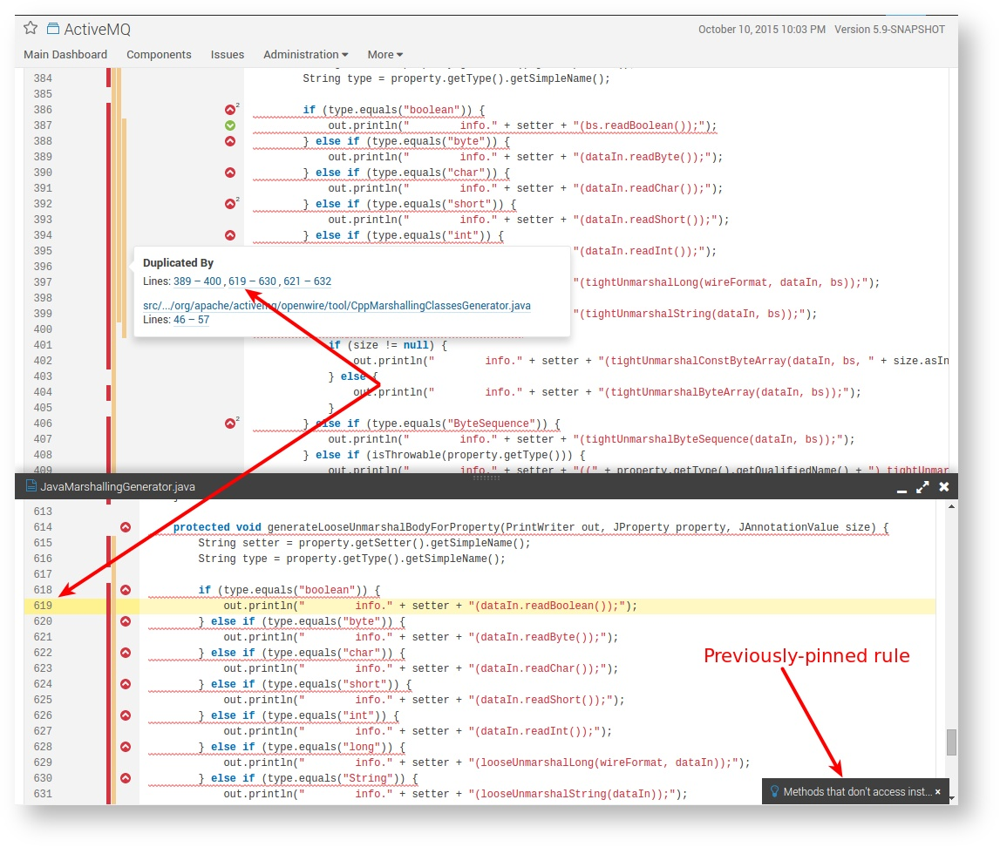 ActiveMQ
October 10, 2015 10:03 PM Version 5.9-SNAPSHOT
Main Dashboard Components Issues Administration More
384 String type = property.getType().getSimpleName();
385
386 2 if (type.equals("boolean")) {
387 out.println("        info." + setter + "(bs.readBoolean());");
388 } else if (type.equals("byte")) {
389 out.println("        info." + setter + "(dataIn.readByte());");
390 } else if (type.equals("char")) {
391 out.println("        info." + setter + "(dataIn.readChar());");
392 2 } else if (type.equals("short")) {
393 out.println("        info." + setter + "(dataIn.readShort());");
394 } else if (type.equals("int")) {
395 "(dataIn.readInt());");
396
397 "(tightUnmarshalLong(wireFormat, dataIn, bs));");
398
399 "(tightUnmarshalString(dataIn, bs));");
400
Duplicated By
Lines: 389 – 400 , 619 – 630 , 621 – 632
src/.../org/apache/activemq/openwire/tool/CppMarshallingClassesGenerator.java
Lines: 46 – 57
401 if (size != null) {
402 out.println("        info." + setter + "(tightUnmarshalConstByteArray(dataIn, bs, " + size.asIn
403 } else {
404 out.println("        info." + setter + "(tightUnmarshalByteArray(dataIn, bs));");
405 }
406 2 } else if (type.equals("ByteSequence")) {
407 out.println("        info." + setter + "(tightUnmarshalByteSequence(dataIn, bs));");
408 } else if (isThrowable(property.getType())) {
409 out.println("        info." + setter + "((" + property.getType().getQualifiedName() + ") tightUnmar
JavaMarshallingGenerator.java
613
614 protected void generateLooseUnmarshalBodyForProperty(PrintWriter out, JProperty property, JAnnotationValue size) {
615 String setter = property.getSetter().getSimpleName();
616 String type = property.getType().getSimpleName();
617
618 if (type.equals("boolean")) {
619 out.println("        info." + setter + "(dataIn.readBoolean());");
620 } else if (type.equals("byte")) {
621 out.println("        info." + setter + "(dataIn.readByte());");
622 } else if (type.equals("char")) {
623 out.println("        info." + setter + "(dataIn.readChar());");
624 } else if (type.equals("short")) {
625 out.println("        info." + setter + "(dataIn.readShort());");
626 } else if (type.equals("int")) {
627 out.println("        info." + setter + "(dataIn.readInt());");
628 } else if (type.equals("long")) {
629 out.println("        info." + setter + "(looseUnmarshalLong(wireFormat, dataIn));");
630 } else if (type.equals("String")) {
631 out.println("        info." + setter + "(looseUnmarshalString(dataIn));");
Previously-pinned rule
Methods that don't access inst... ×